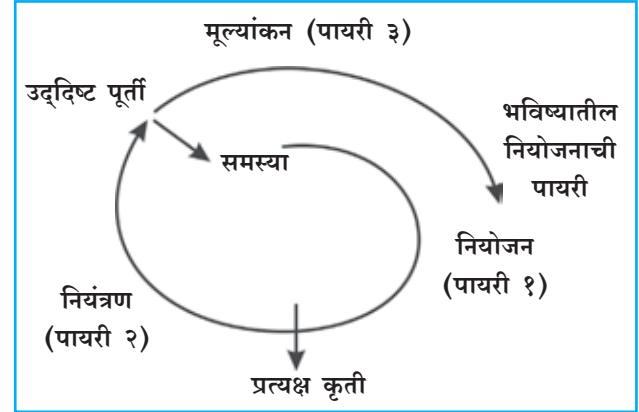 मूल्यांकन (पायरी ३)
उद्‌दिष्ट पूर्ती
भविष्यातील
नियोजनाची
पायरी
समस्या
नियोजन
(पायरी १)
नियंत्रण
(पायरी २)
प्रत्यक्ष कृती